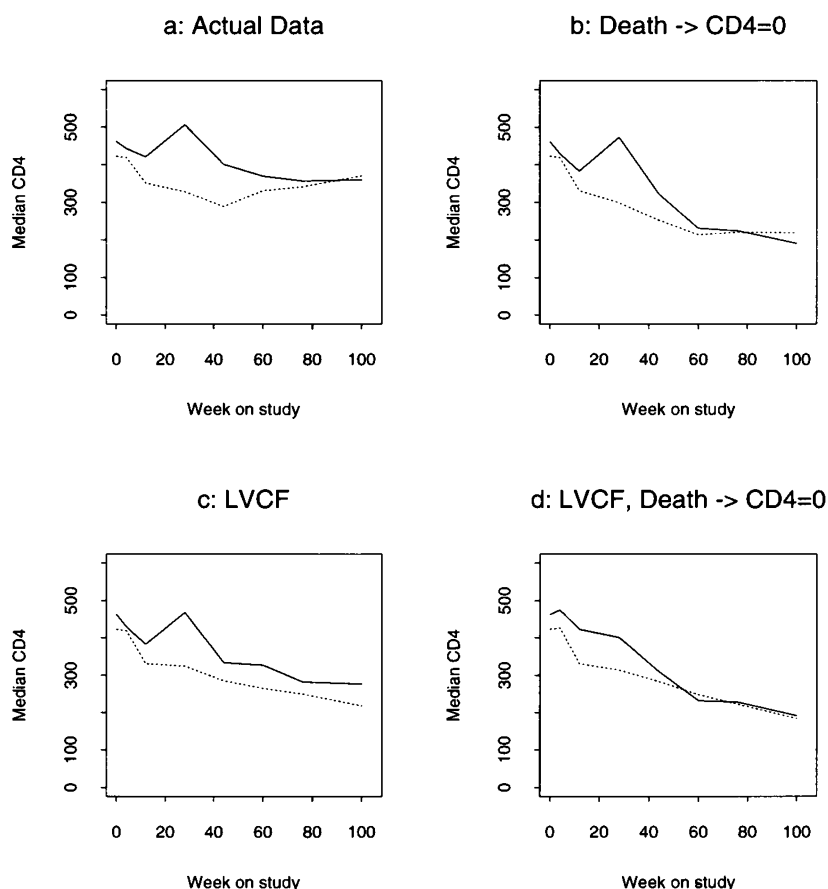 a: Actual Data
500
300
100
0
Median CD4
0 20 40 60 80 100
Week on study
b: Death -> CD4=0
500
300
100
0
Median CD4
0 20 40 60 80 100
Week on study
c: LVCF
500
300
100
0
Median CD4
0 20 40 60 80 100
Week on study
d: LVCF, Death -> CD4=0
500
300
100
0
Median CD4
0 20 40 60 80 100
Week on study